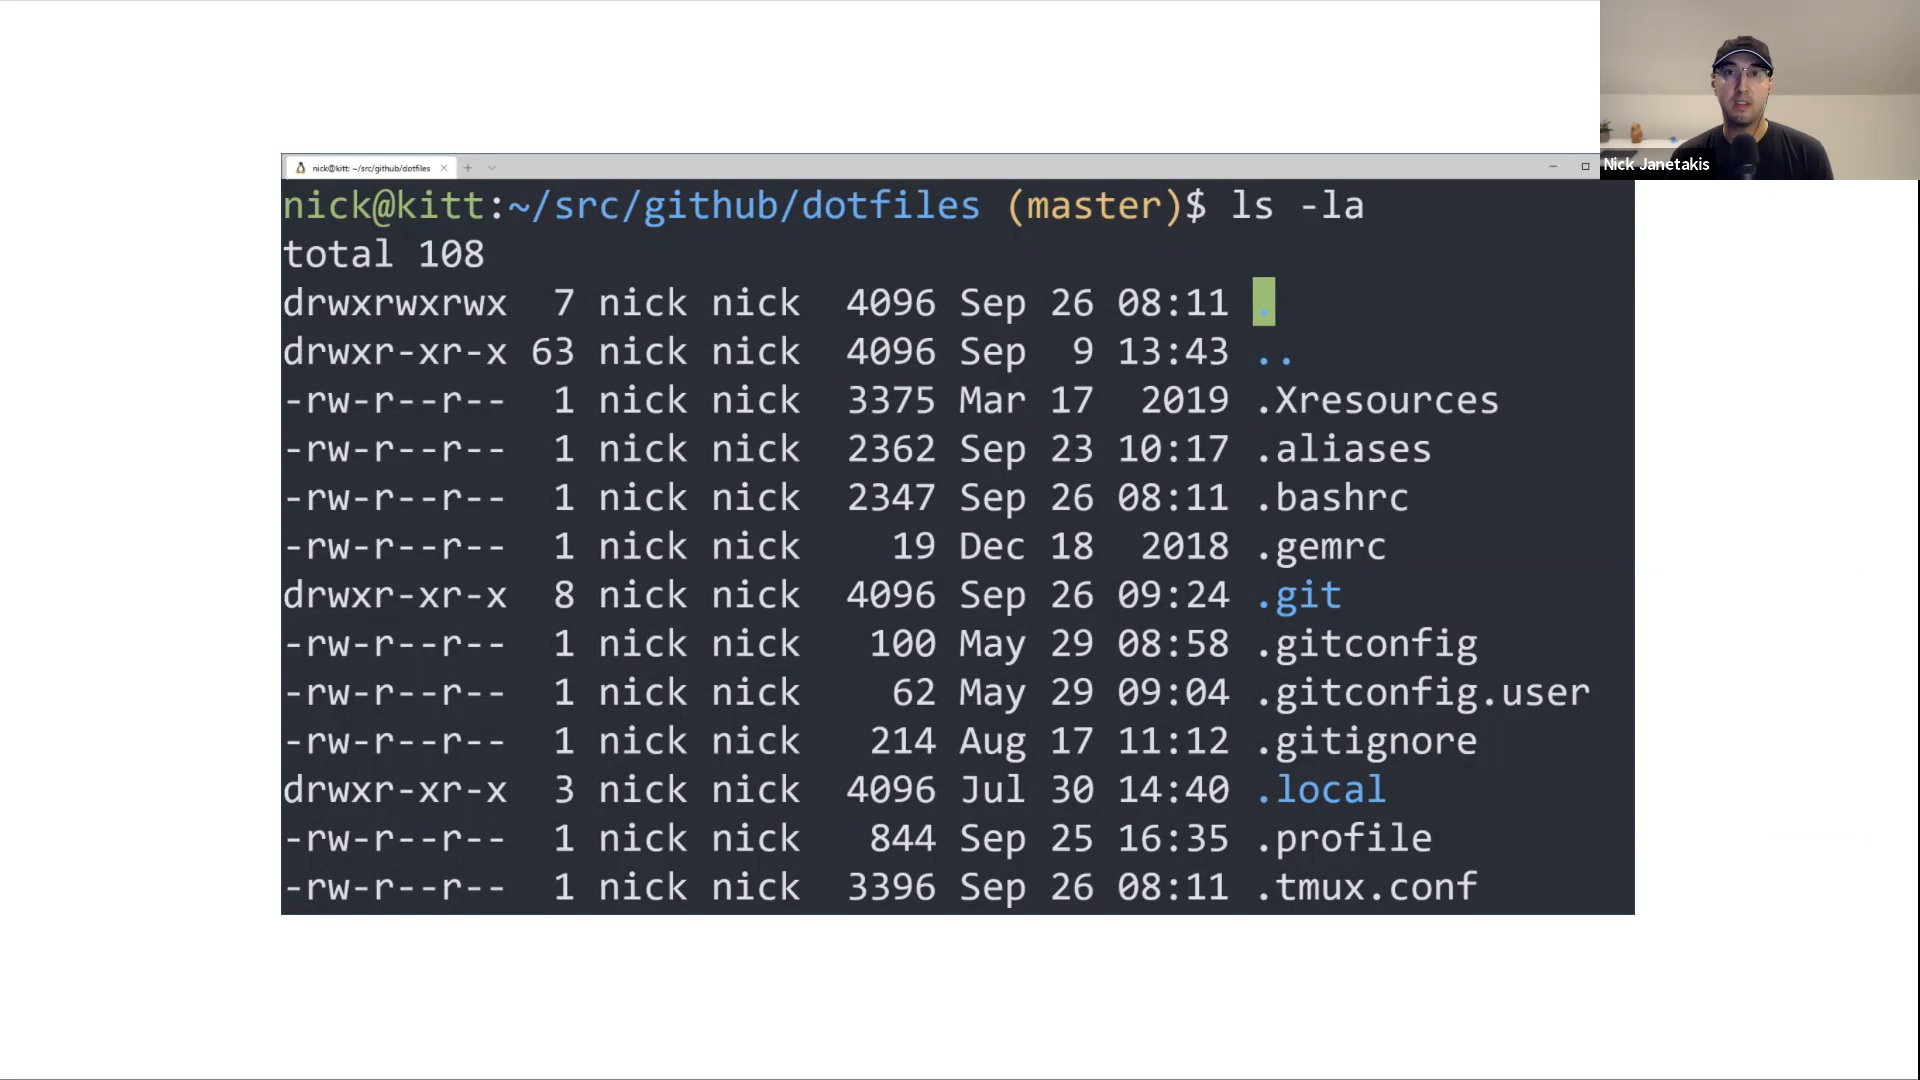 nick@kitt: ~/src/github/dotfiles
Nick Janetakis
nick@kitt:~/src/github/dotfiles (master)$ ls -la
total 108
drwxrwxrwx  7 nick nick  4096 Sep 26 08:11 .
drwxr-xr-x 63 nick nick  4096 Sep  9 13:43 ..
-rw-r--r--  1 nick nick  3375 Mar 17  2019 .Xresources
-rw-r--r--  1 nick nick  2362 Sep 23 10:17 .aliases
-rw-r--r--  1 nick nick  2347 Sep 26 08:11 .bashrc
-rw-r--r--  1 nick nick    19 Dec 18  2018 .gemrc
drwxr-xr-x  8 nick nick  4096 Sep 26 09:24 .git
-rw-r--r--  1 nick nick   100 May 29 08:58 .gitconfig
-rw-r--r--  1 nick nick    62 May 29 09:04 .gitconfig.user
-rw-r--r--  1 nick nick   214 Aug 17 11:12 .gitignore
drwxr-xr-x  3 nick nick  4096 Jul 30 14:40 .local
-rw-r--r--  1 nick nick   844 Sep 25 16:35 .profile
-rw-r--r--  1 nick nick  3396 Sep 26 08:11 .tmux.conf